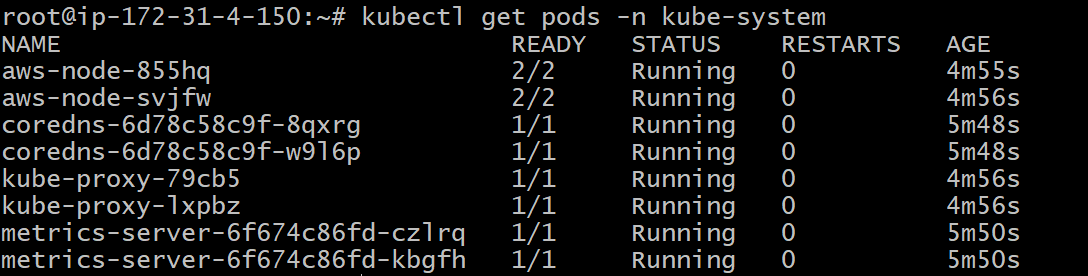 root@ip-172-31-4-150:~# kubectl get pods -n kube-system
NAME READY STATUS RESTARTS AGE
aws-node-855hq 2/2 Running 0 4m55s
aws-node-svjfw 2/2 Running 0 4m56s
coredns-6d78c58c9f-8qxrg 1/1 Running 0 5m48s
coredns-6d78c58c9f-w9l6p 1/1 Running 0 5m48s
kube-proxy-79cb5 1/1 Running 0 4m56s
kube-proxy-lxpbz 1/1 Running 0 4m56s
metrics-server-6f674c86fd-czlrq 1/1 Running 0 5m50s
metrics-server-6f674c86fd-kbgfh 1/1 Running 0 5m50s